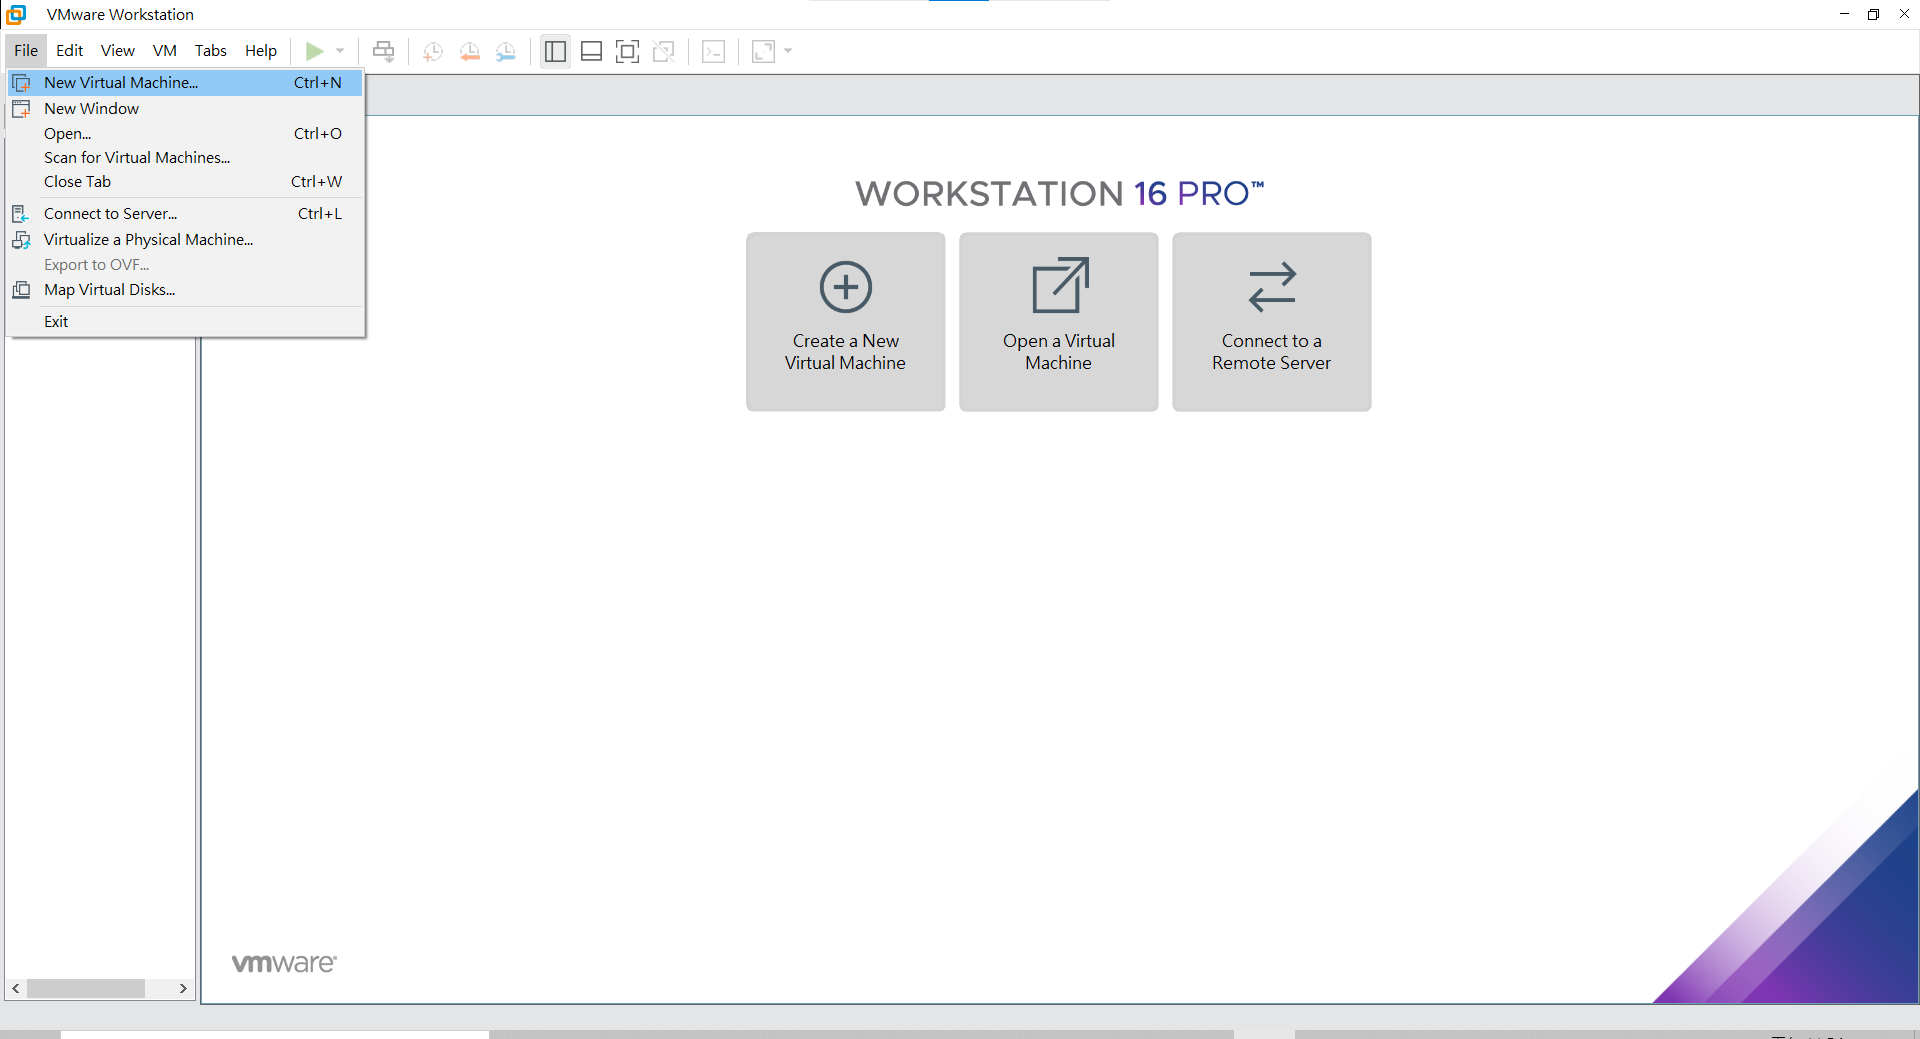 VMware Workstation
File Edit View VM Tabs Help
New Virtual Machine... Ctrl+N
New Window
Open... Ctrl+O
Scan for Virtual Machines...
Close Tab Ctrl+W
Connect to Server... Ctrl+L
Virtualize a Physical Machine...
Export to OVF...
Map Virtual Disks...
Exit
WORKSTATION 16 PRO™
Create a New
Virtual Machine
Open a Virtual
Machine
Connect to a
Remote Server
vmware®